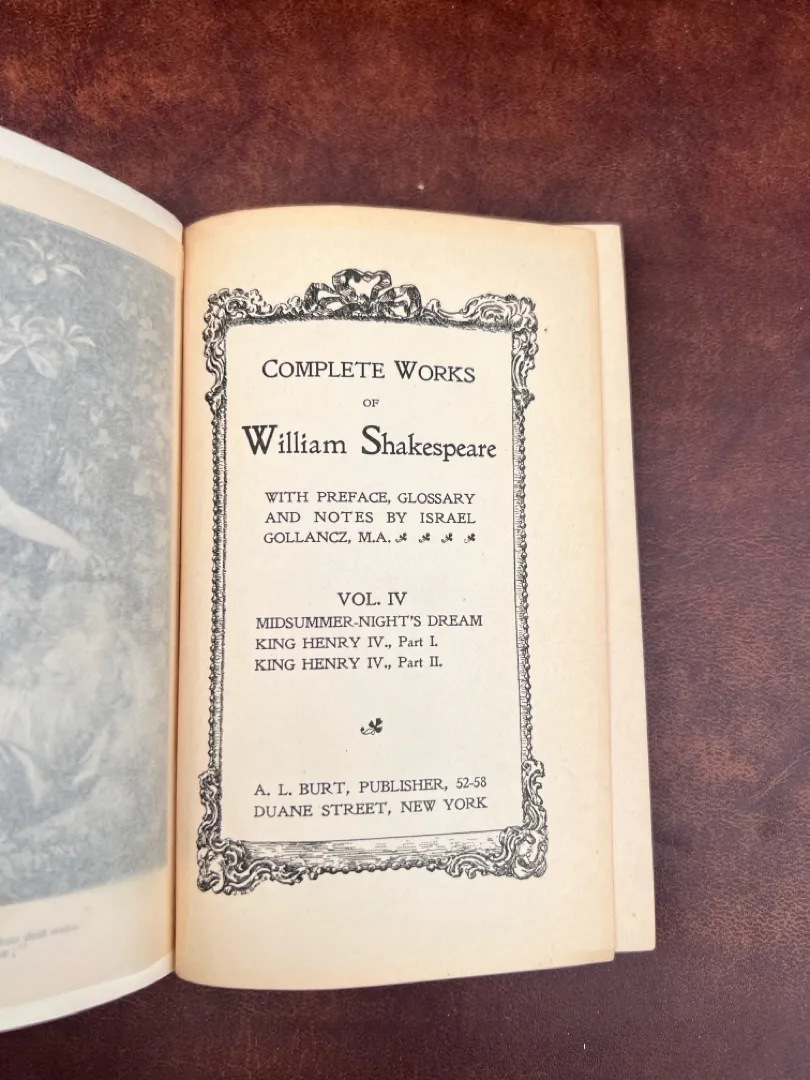 COMPLETE WORKS
OF
William Shakespeare
WITH PREFACE, GLOSSARY
AND NOTES BY ISRAEL
GOLLANCZ, M.A.
VOL. IV
MIDSUMMER-NIGHT'S DREAM
KING HENRY IV., Part I.
KING HENRY IV., Part II.
A. L. BURT, PUBLISHER, 52-58
DUANE STREET, NEW YORK